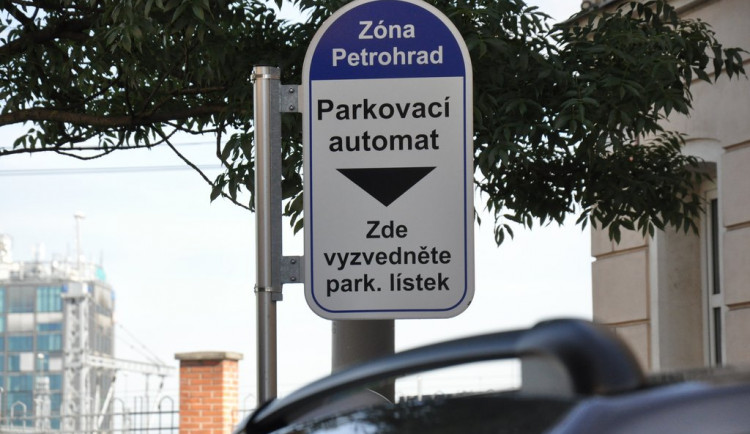 Zóna
Petrohrad
Parkovací
automat
Zde
vyzvedněte
park. lístek